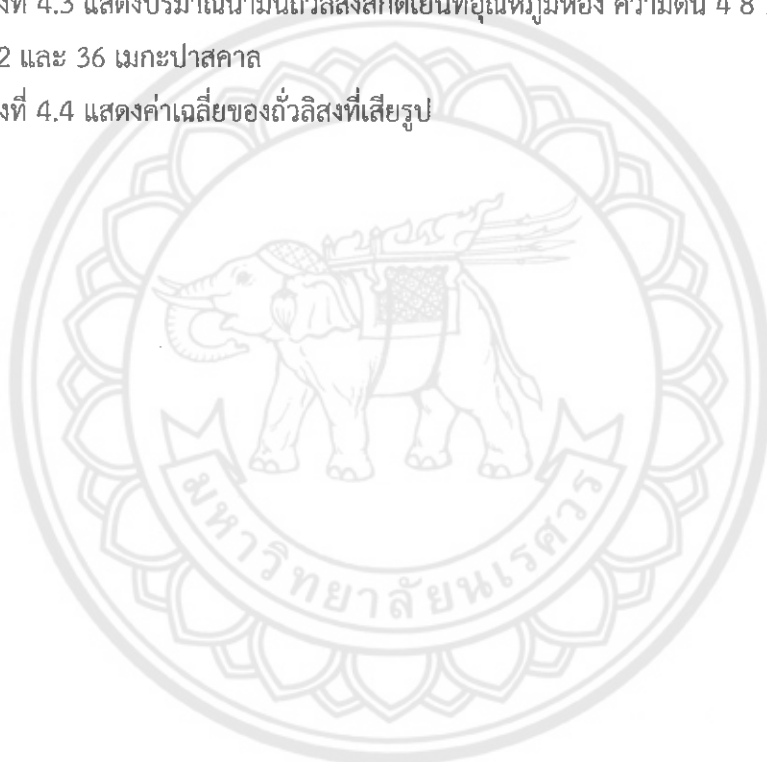 งที่ 4.3 แสดงปริมาณน้ำมันถั่วลิสงสกัดเย็นที่อุณหภูมิห้อง ความดัน 4 8
2 และ 36 เมกะปาสคาล
งที่ 4.4 แสดงค่าเฉลี่ยของถั่วลิสงที่เสียรูป
มหาวิทยาลัยนเรศวร